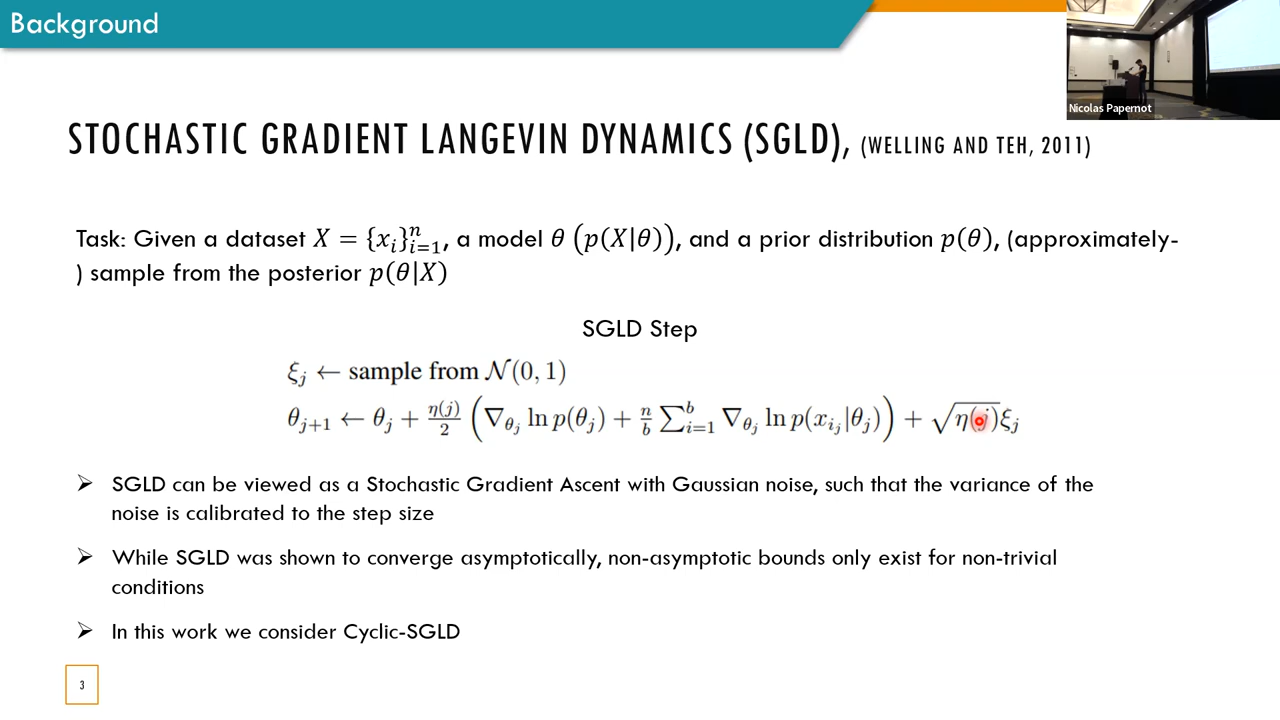 Background
Nicolas Papernot
STOCHASTIC GRADIENT LANGEVIN DYNAMICS (SGLD), (WELLING AND TEH, 2011)
Task: Given a dataset X = {x_i}_{i=1}^n, a model θ (p(X|θ)), and a prior distribution p(θ), (approximately-
) sample from the posterior p(θ|X)
SGLD Step
ξ_j ← sample from 𝒩(0, 1)
θ_{j+1} ← θ_j + η(j)/2 (∇_{θ_j} ln p(θ_j) + n/b ∑_{i=1}^b ∇_{θ_j} ln p(x_{i_j}|θ_j)) + √η(j) ξ_j
➢ SGLD can be viewed as a Stochastic Gradient Ascent with Gaussian noise, such that the variance of the
noise is calibrated to the step size
➢ While SGLD was shown to converge asymptotically, non-asymptotic bounds only exist for non-trivial
conditions
➢ In this work we consider Cyclic-SGLD
3